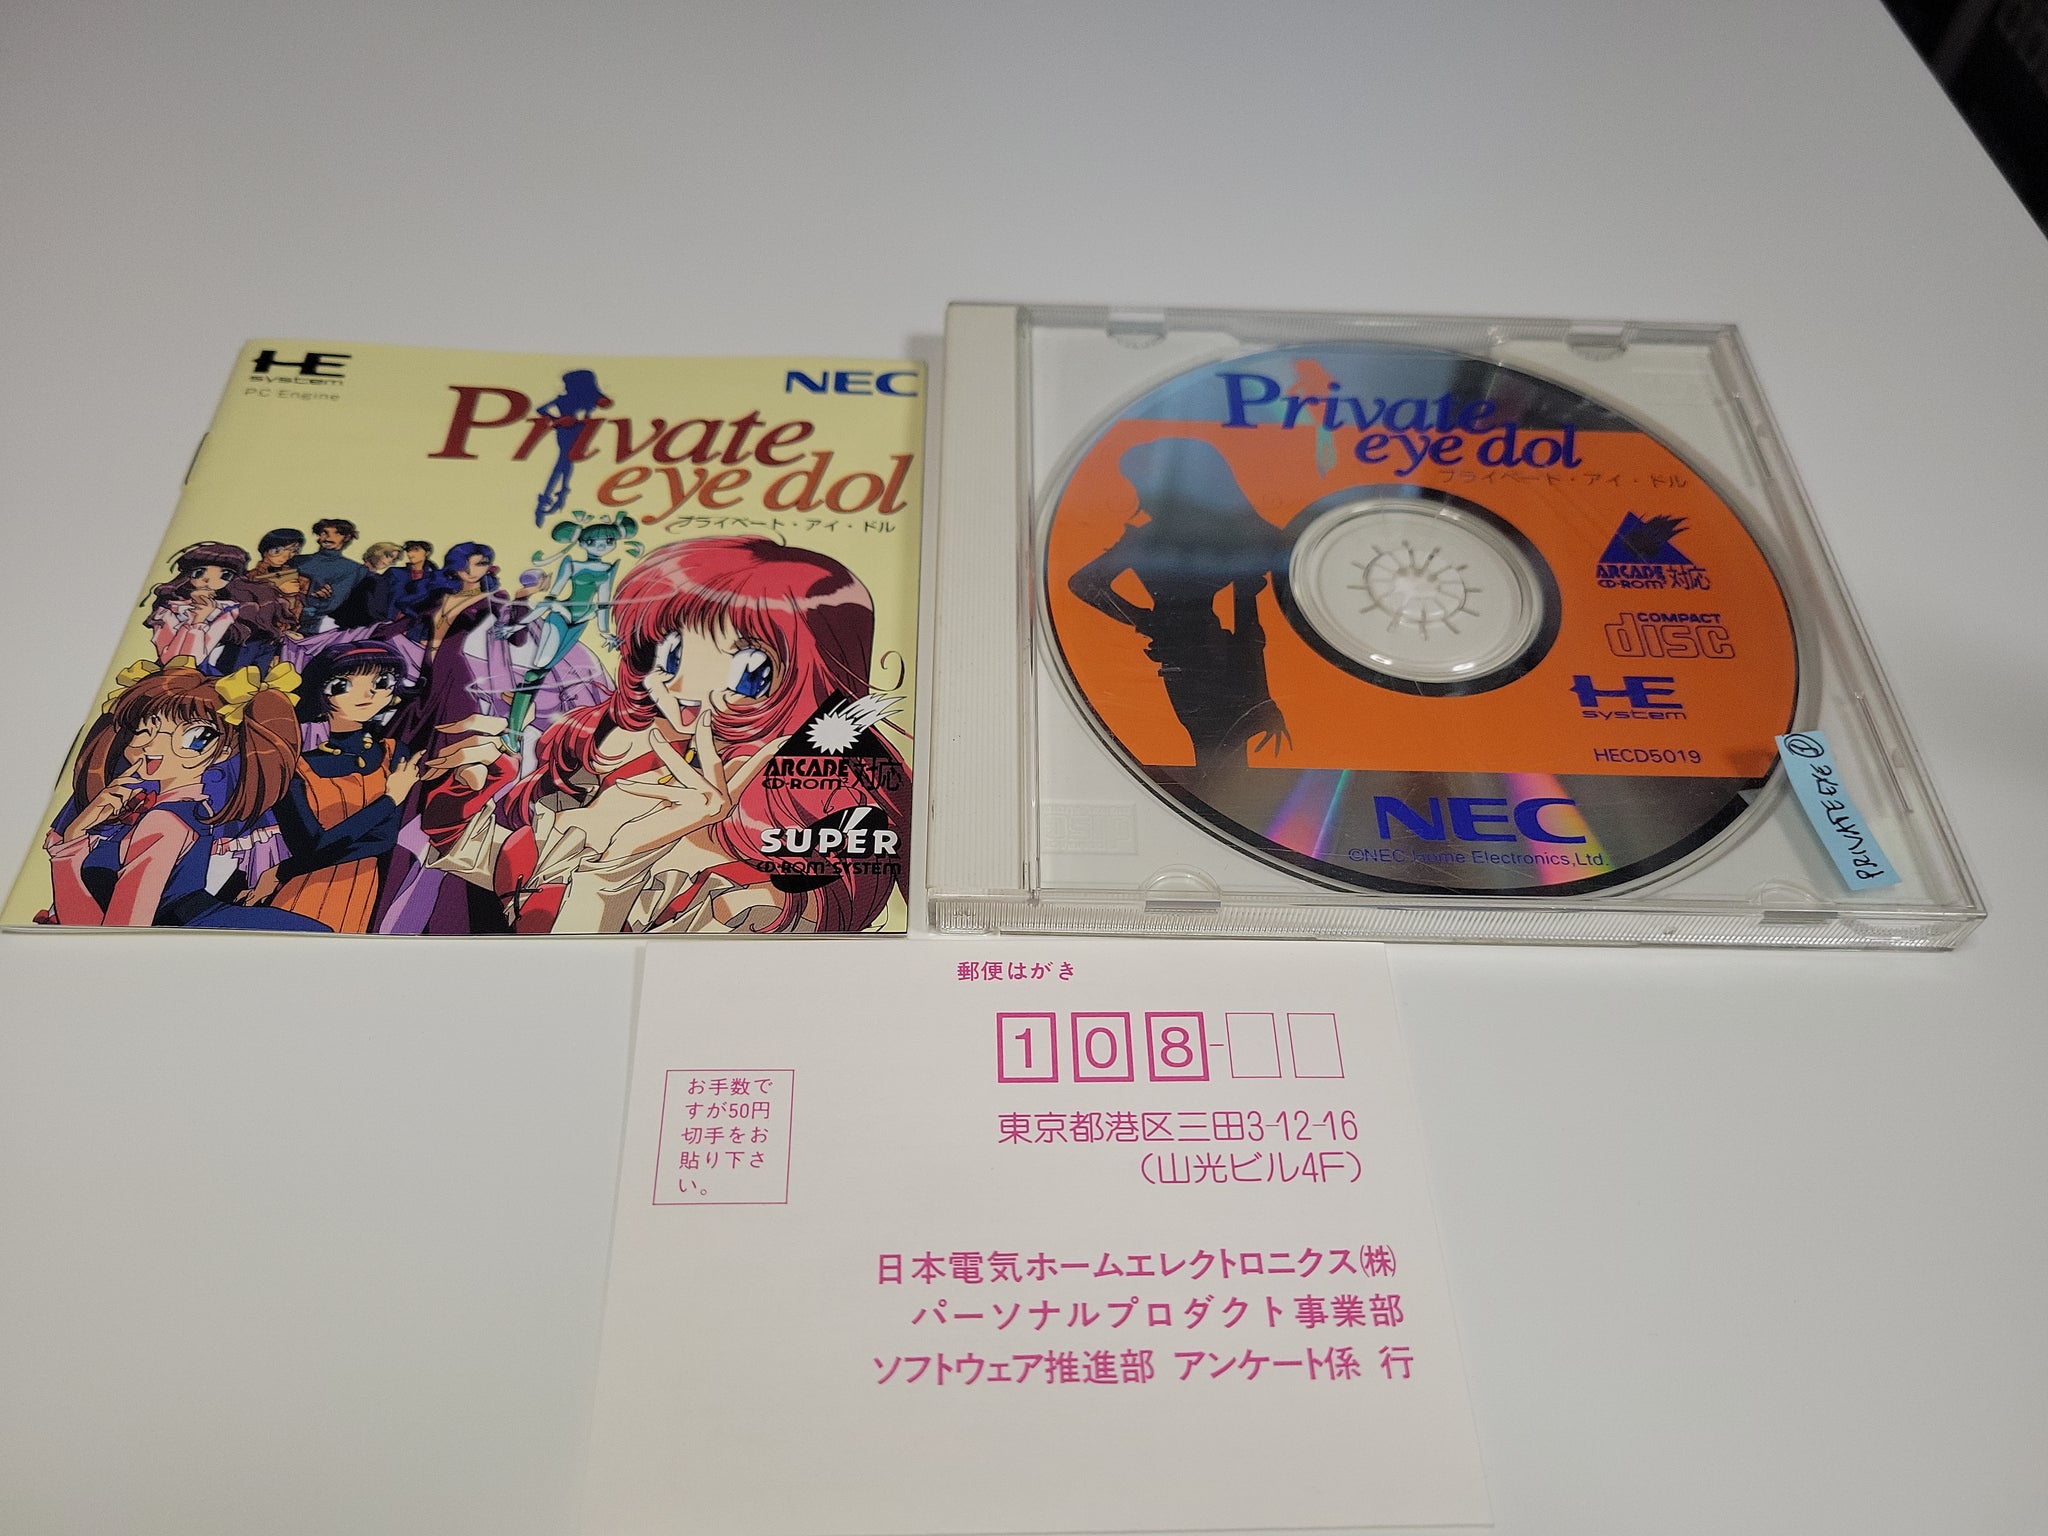 HE
system
PC Engine
NEC
Private
eye dol
プライベート・アイ・ドル
ARCADE
CD-ROM² 対応
SUPER
CD-ROM² SYSTEM
Private
eye dol
プライベート・アイ・ドル
ARCADE
CD-ROM² 対応
COMPACT
disc
HE
system
HECD5019
NEC
©NEC Home Electronics,Ltd.
PRIVATE EYE
郵便はがき
108-
お手数で
すが50円
切手をお
貼り下さ
い。
東京都港区三田3-12-16
(山光ビル4F)
日本電気ホームエレクトロニクス㈱
パーソナルプロダクト事業部
ソフトウェア推進部 アンケート係 行